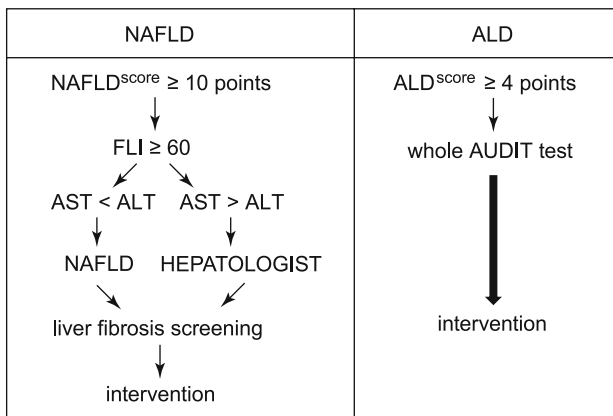 NAFLD
NAFLDscore ≥ 10 points
FLI ≥ 60
AST < ALT AST > ALT
NAFLD HEPATOLOGIST
liver fibrosis screening
intervention
ALD
ALDscore ≥ 4 points
whole AUDIT test
intervention